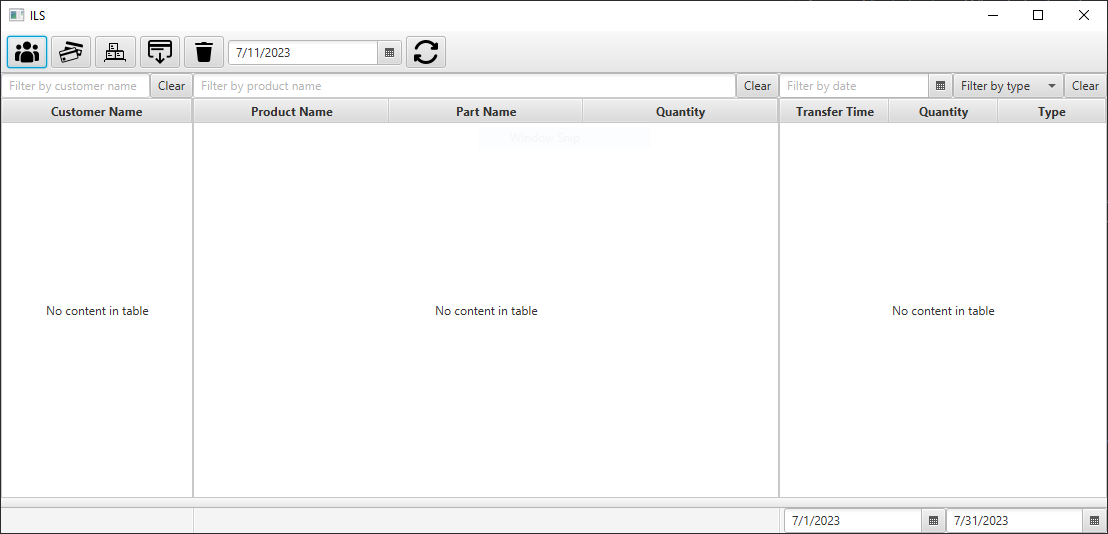 ILS
7/11/2023
Filter by customer name Clear Filter by product name Clear Filter by date Filter by type Clear
Customer Name Product Name Part Name Quantity Transfer Time Quantity Type
Window Snip
No content in table No content in table No content in table
7/1/2023 7/31/2023